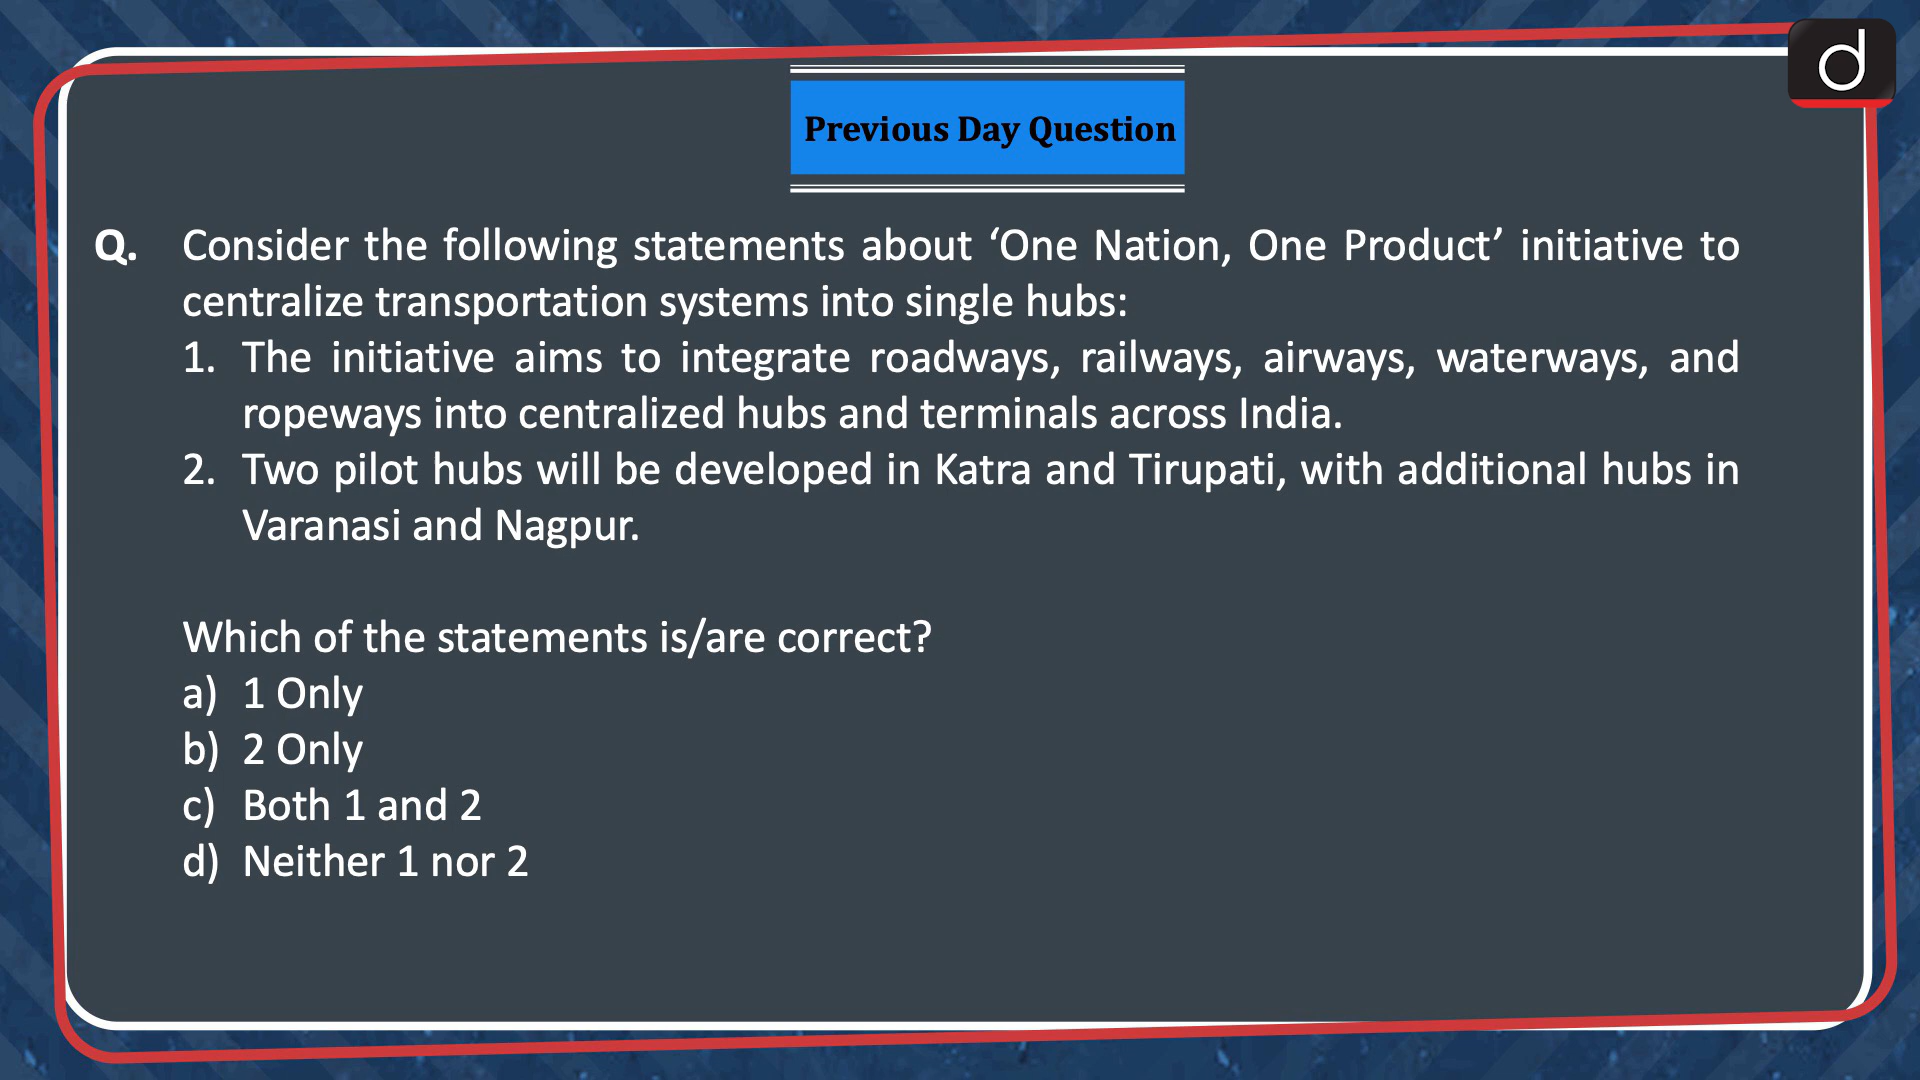 d
Previous Day Question
Q. Consider the following statements about ‘One Nation, One Product’ initiative to
centralize transportation systems into single hubs:
1. The initiative aims to integrate roadways, railways, airways, waterways, and
ropeways into centralized hubs and terminals across India.
2. Two pilot hubs will be developed in Katra and Tirupati, with additional hubs in
Varanasi and Nagpur.
Which of the statements is/are correct?
a) 1 Only
b) 2 Only
c) Both 1 and 2
d) Neither 1 nor 2